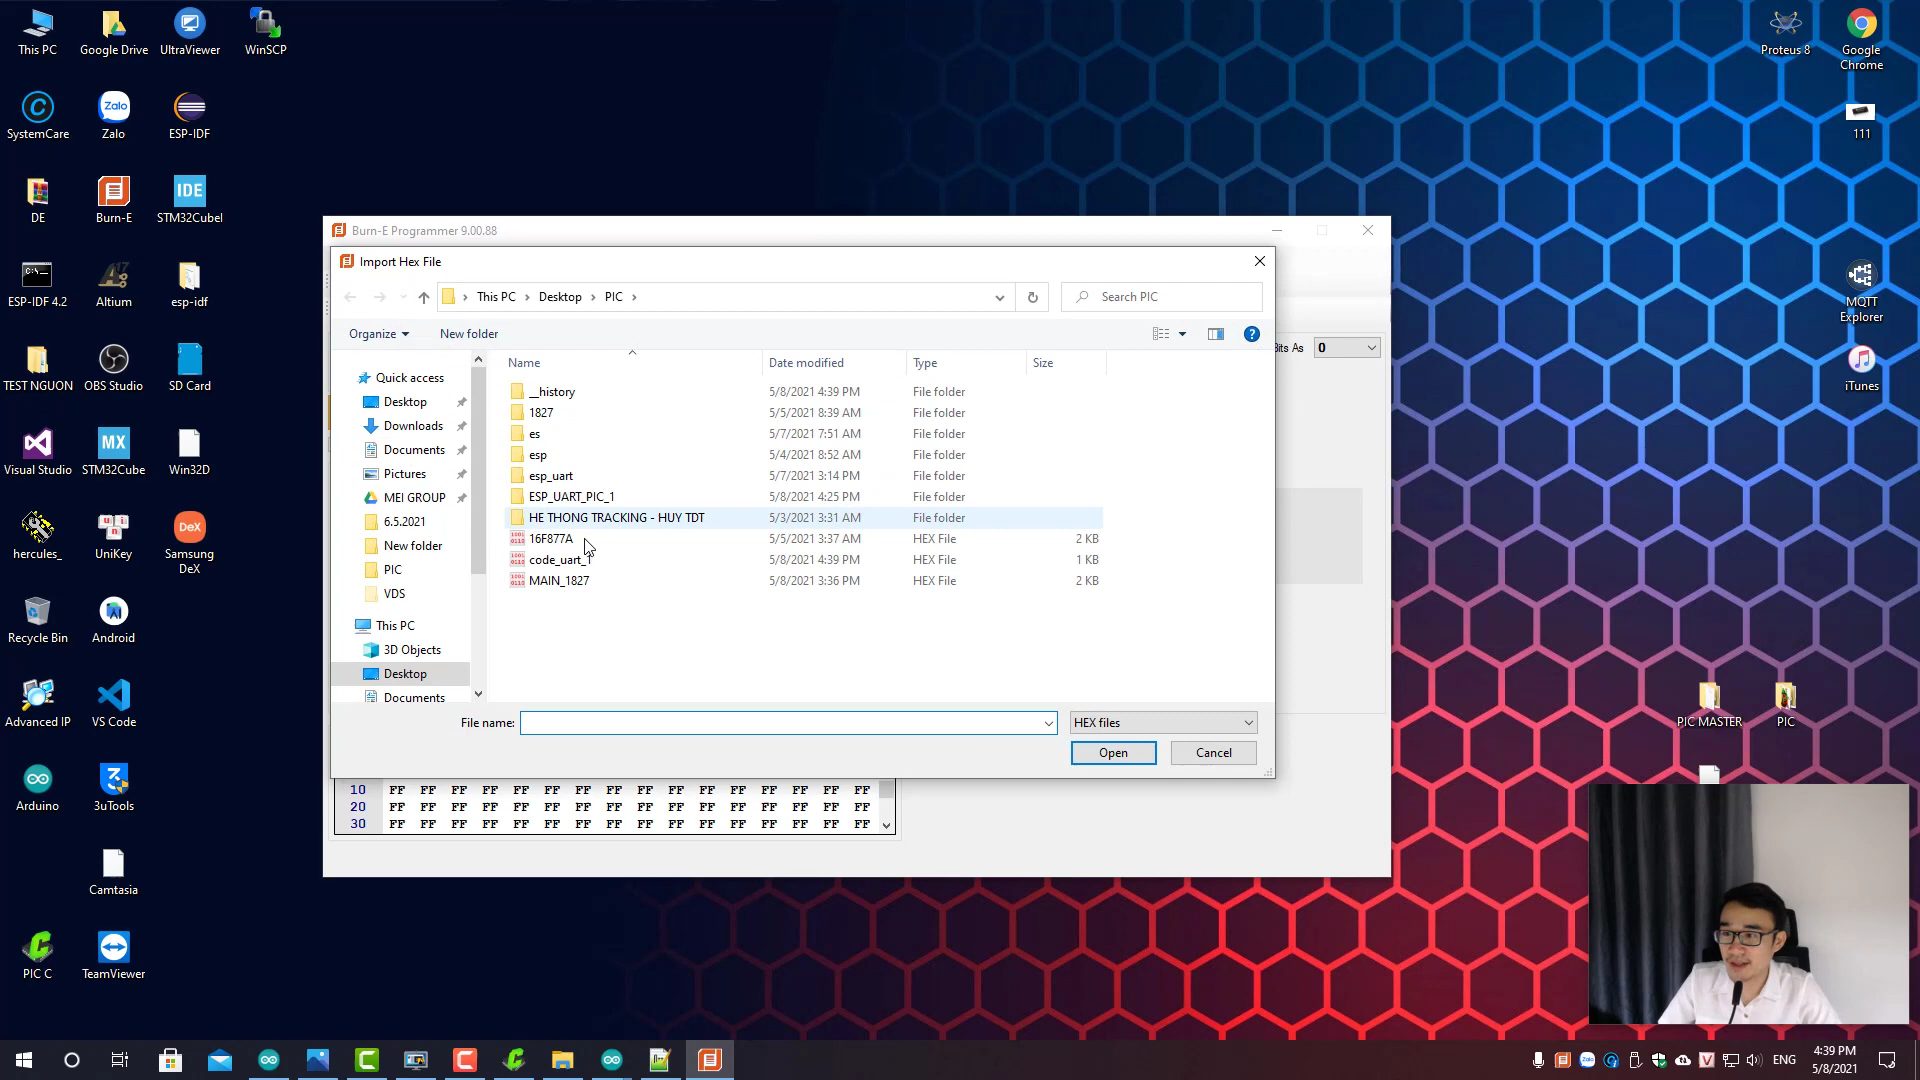 This PC
Google Drive
UltraViewer
WinSCP
SystemCare
Zalo
Zalo
ESP-IDF
DE
Burn-E
IDE
STM32CubeI
ESP-IDF 4.2
Altium
esp-idf
TEST NGUON
OBS Studio
SD Card
Visual Studio
MX
STM32Cube
Win32D
hercules_
UniKey
DeX
Samsung
DeX
Recycle Bin
Android
Advanced IP
VS Code
Arduino
3uTools
Camtasia
PIC C
TeamViewer
Proteus 8
Google
Chrome
111
MQTT
Explorer
iTunes
PIC MASTER
PIC
Burn-E Programmer 9.00.88
Import Hex File
This PC > Desktop > PIC >
Search PIC
Organize
New folder
Bits As
0
Name
Date modified
Type
Size
Quick access
Desktop
Downloads
Documents
Pictures
MEI GROUP
6.5.2021
New folder
PIC
VDS
This PC
3D Objects
Desktop
Documents
__history 5/8/2021 4:39 PM File folder
1827 5/5/2021 8:39 AM File folder
es 5/7/2021 7:51 AM File folder
esp 5/4/2021 8:52 AM File folder
esp_uart 5/7/2021 3:14 PM File folder
ESP_UART_PIC_1 5/8/2021 4:25 PM File folder
HE THONG TRACKING - HUY TDT 5/3/2021 3:31 AM File folder
16F877A 5/5/2021 3:37 AM HEX File 2 KB
code_uart_1 5/8/2021 4:39 PM HEX File 1 KB
MAIN_1827 5/8/2021 3:36 PM HEX File 2 KB
File name:
HEX files
Open
Cancel
10 FF FF FF FF FF FF FF FF FF FF FF FF FF FF FF FF
20 FF FF FF FF FF FF FF FF FF FF FF FF FF FF FF FF
30 FF FF FF FF FF FF FF FF FF FF FF FF FF FF FF FF
ENG
4:39 PM
5/8/2021